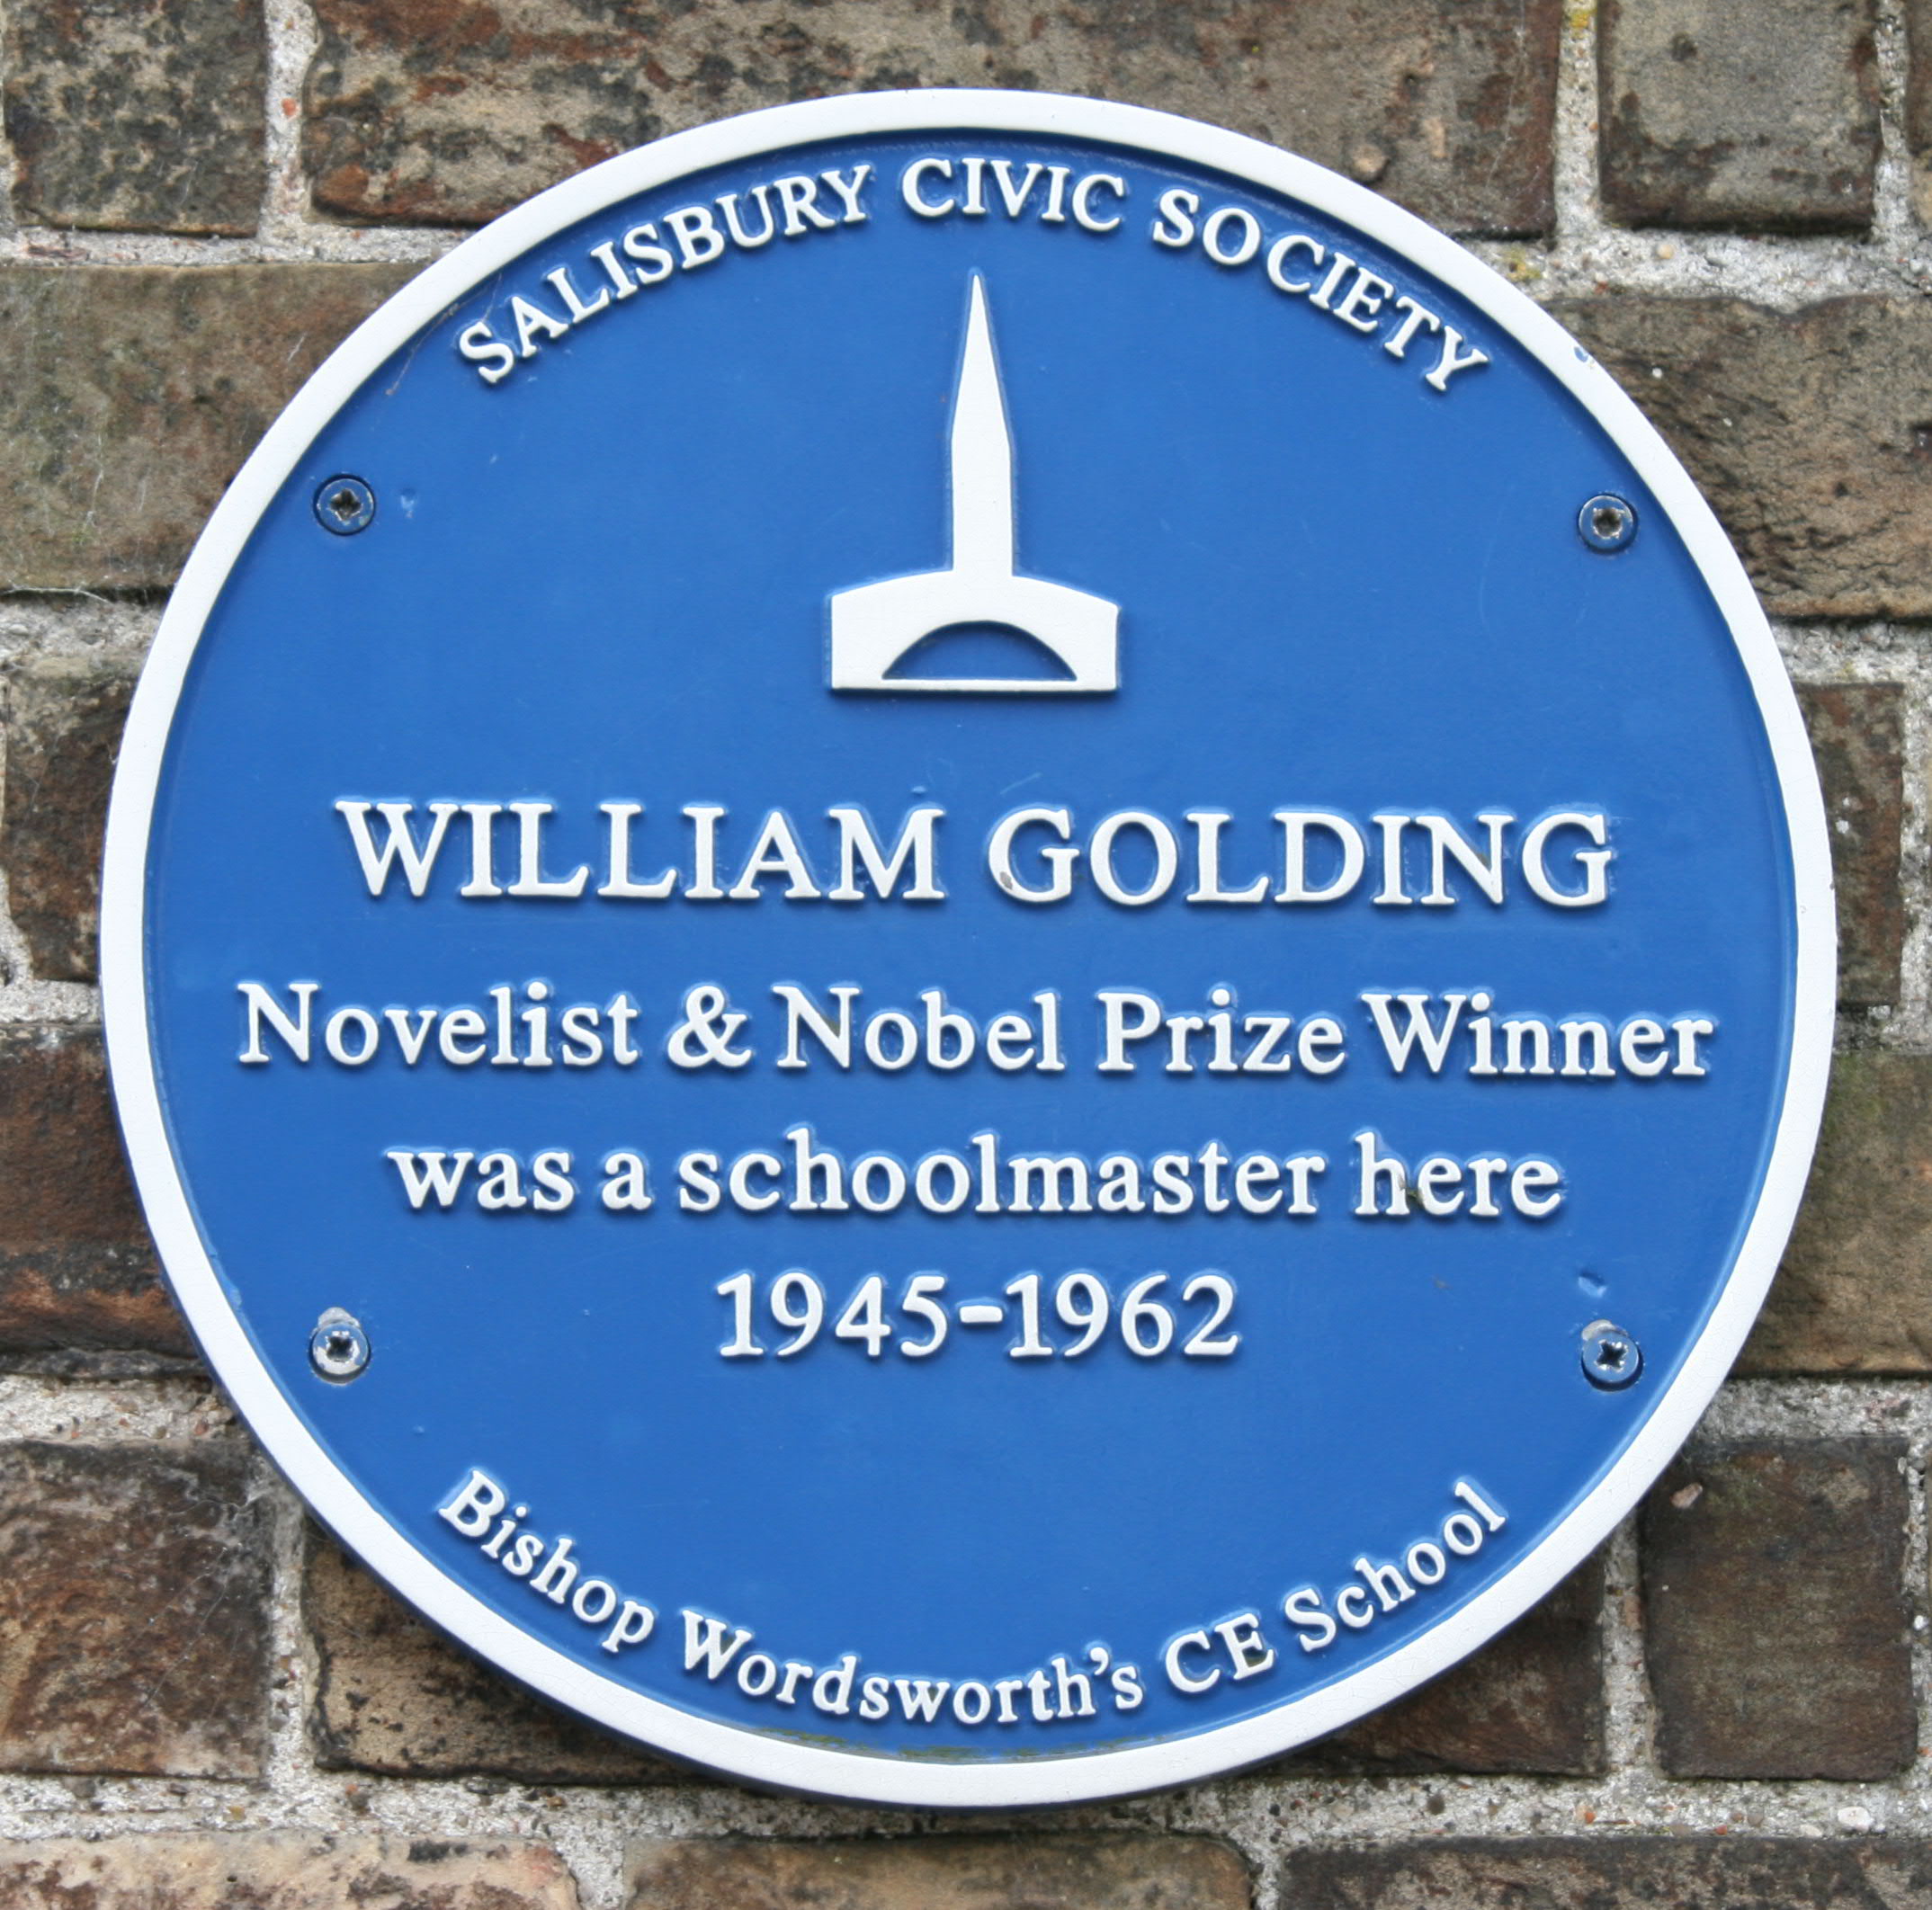 SALISBURY CIVIC SOCIETY
WILLIAM GOLDING
Novelist & Nobel Prize Winner
was a schoolmaster here
1945-1962
Bishop Wordsworth's CE School